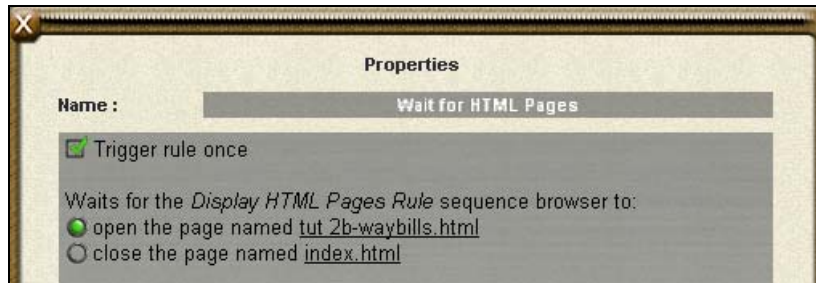 X
Properties
Name : Wait for HTML Pages
Trigger rule once
Waits for the Display HTML Pages Rule sequence browser to:
open the page named tut 2b-waybills.html
close the page named index.html